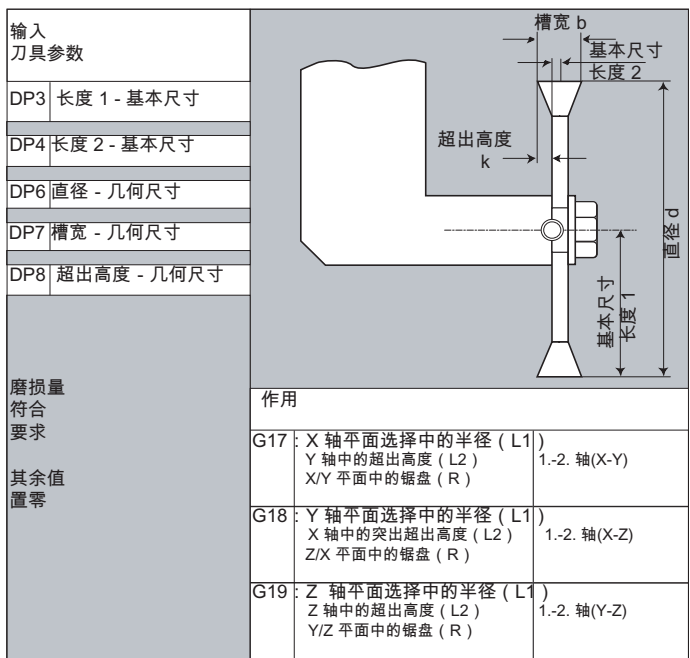 输入
刀具参数
DP3 长度 1 - 基本尺寸
DP4 长度 2 - 基本尺寸
DP6 直径 - 几何尺寸
DP7 槽宽 - 几何尺寸
DP8 超出高度 - 几何尺寸
磨损量
符合
要求
其余值
置零
槽宽 b
基本尺寸
长度 2
超出高度
k
直径 d
基本尺寸
长度 1
作用
G17：X 轴平面选择中的半径（L1）
Y 轴中的超出高度（L2）
X/Y 平面中的锯盘（R）
1.-2. 轴(X-Y)
G18：Y 轴平面选择中的半径（L1）
X 轴中的突出超出高度（L2）
Z/X 平面中的锯盘（R）
1.-2. 轴(X-Z)
G19：Z 轴平面选择中的半径（L1）
Z 轴中的超出高度（L2）
Y/Z 平面中的锯盘（R）
1.-2. 轴(Y-Z)